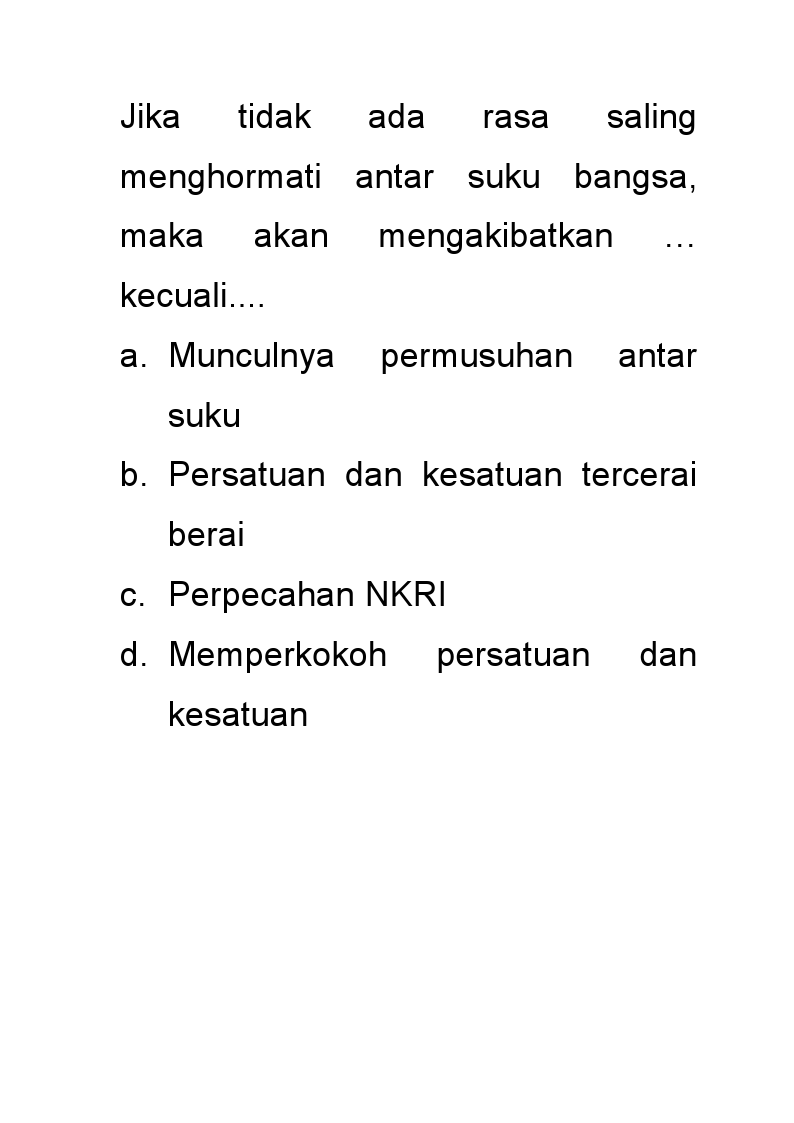 Jika tidak ada rasa saling
menghormati antar suku bangsa,
maka akan mengakibatkan …
kecuali....
a. Munculnya permusuhan antar
suku
b. Persatuan dan kesatuan tercerai
berai
c. Perpecahan NKRI
d. Memperkokoh persatuan dan
kesatuan